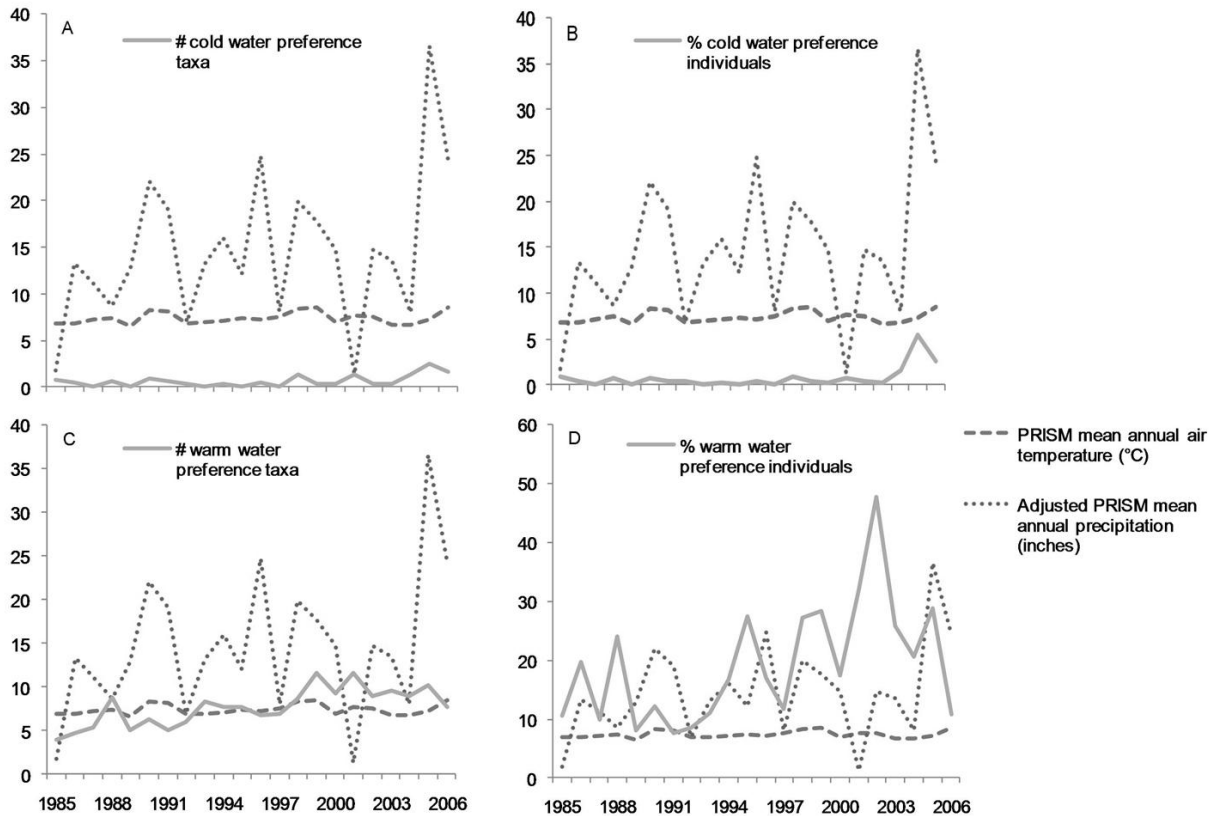 A
# cold water preference
taxa
40
35
30
25
20
15
10
5
0
B
% cold water preference
individuals
40
35
30
25
20
15
10
5
0
C
# warm water
preference taxa
40
35
30
25
20
15
10
5
0
1985 1988 1991 1994 1997 2000 2003 2006
D
% warm water
preference individuals
60
50
40
30
20
10
0
1985 1988 1991 1994 1997 2000 2003 2006
PRISM mean annual air
temperature (°C)
Adjusted PRISM mean
annual precipitation
(inches)